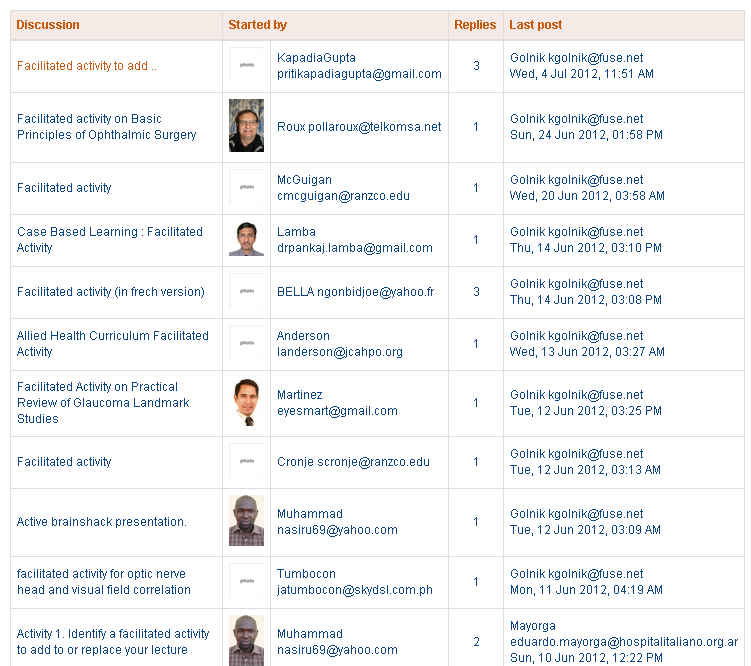 Discussion Started by Replies Last post
Facilitated activity to add ..
photo
KapadiaGupta
pritikapadiagupta@gmail.com
3
Golnik kgolnik@fuse.net
Wed, 4 Jul 2012, 11:51 AM
Facilitated activity on Basic
Principles of Ophthalmic Surgery
Roux pollaroux@telkomsa.net
1
Golnik kgolnik@fuse.net
Sun, 24 Jun 2012, 01:58 PM
Facilitated activity
photo
McGuigan
cmcguigan@ranzco.edu
1
Golnik kgolnik@fuse.net
Wed, 20 Jun 2012, 03:58 AM
Case Based Learning : Facilitated
Activity
Lamba
drpankaj.lamba@gmail.com
1
Golnik kgolnik@fuse.net
Thu, 14 Jun 2012, 03:10 PM
Facilitated activity (in frech version)
photo
BELLA ngonbidjoe@yahoo.fr
3
Golnik kgolnik@fuse.net
Thu, 14 Jun 2012, 03:08 PM
Allied Health Curriculum Facilitated
Activity
photo
Anderson
landerson@jcahpo.org
1
Golnik kgolnik@fuse.net
Wed, 13 Jun 2012, 03:27 AM
Facilitated Activity on Practical
Review of Glaucoma Landmark
Studies
Martinez
eyesmart@gmail.com
1
Golnik kgolnik@fuse.net
Tue, 12 Jun 2012, 03:25 PM
Facilitated activity
photo
Cronje scronje@ranzco.edu
1
Golnik kgolnik@fuse.net
Tue, 12 Jun 2012, 03:13 AM
Active brainshack presentation.
Muhammad
nasiru69@yahoo.com
1
Golnik kgolnik@fuse.net
Tue, 12 Jun 2012, 03:09 AM
facilitated activity for optic nerve
head and visual field correlation
photo
Tumbocon
jatumbocon@skydsl.com.ph
1
Golnik kgolnik@fuse.net
Mon, 11 Jun 2012, 04:19 AM
Activity 1. Identify a facilitated activity
to add to or replace your lecture
Muhammad
nasiru69@yahoo.com
2
Mayorga
eduardo.mayorga@hospitalitaliano.org.ar
Sun, 10 Jun 2012, 12:22 PM